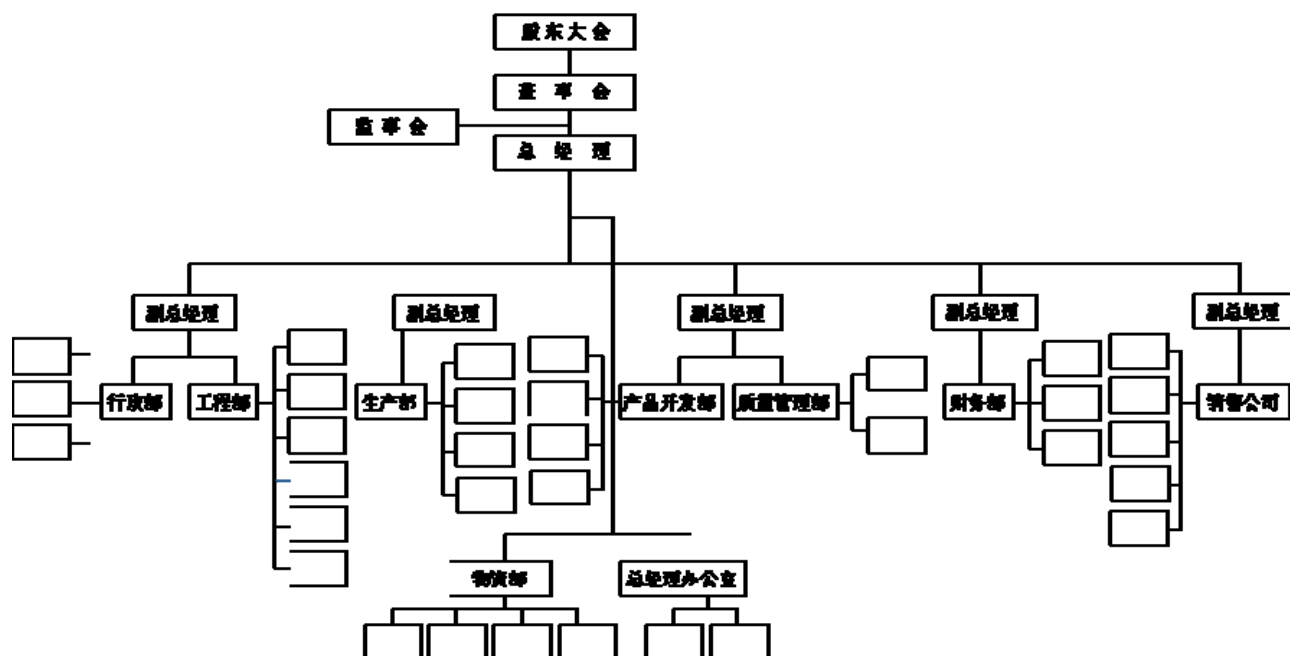 股东大会
董事会
监事会
总经理
副总经理
副总经理
副总经理
副总经理
副总经理
行政部
工程部
生产部
产品开发部
质量管理部
财务部
销售公司
物资部
总经理办公室